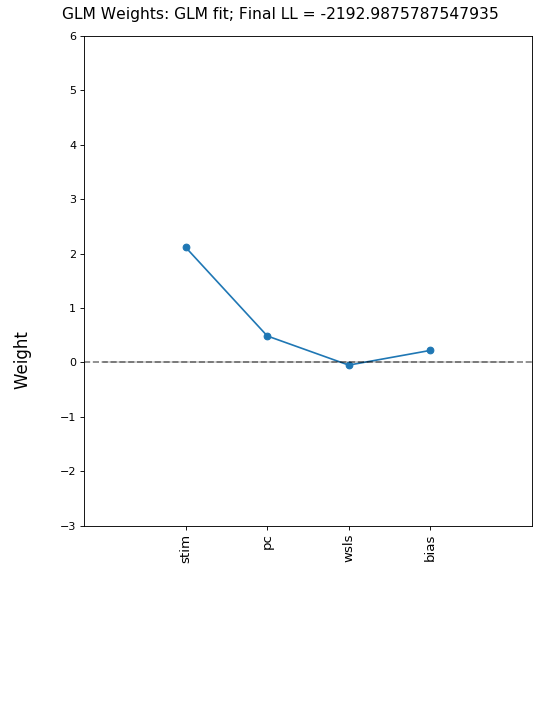 GLM Weights: GLM fit; Final LL = -2192.9875787547935
6
5
4
3
2
1
0
−1
−2
−3
Weight
stim
pc
wsls
bias